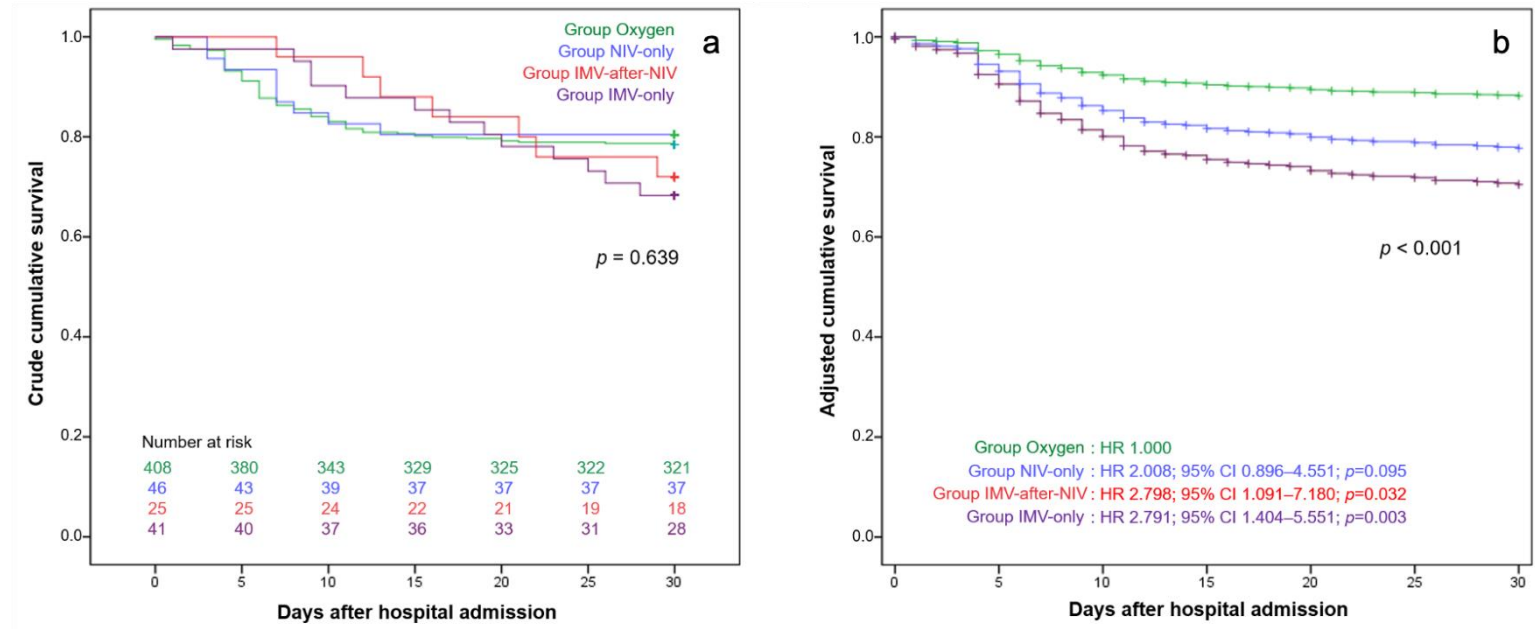 a
Group Oxygen
Group NIV-only
Group IMV-after-NIV
Group IMV-only
1.0
0.8
0.6
0.4
0.2
0.0
Crude cumulative survival
p = 0.639
Number at risk
408 380 343 329 325 322 321
46 43 39 37 37 37 37
25 25 24 22 21 19 18
41 40 37 36 33 31 28
0 5 10 15 20 25 30
Days after hospital admission
b
1.0
0.8
0.6
0.4
0.2
0.0
Adjusted cumulative survival
p < 0.001
Group Oxygen : HR 1.000
Group NIV-only : HR 2.008; 95% CI 0.896–4.551; p=0.095
Group IMV-after-NIV : HR 2.798; 95% CI 1.091–7.180; p=0.032
Group IMV-only : HR 2.791; 95% CI 1.404–5.551; p=0.003
0 5 10 15 20 25 30
Days after hospital admission